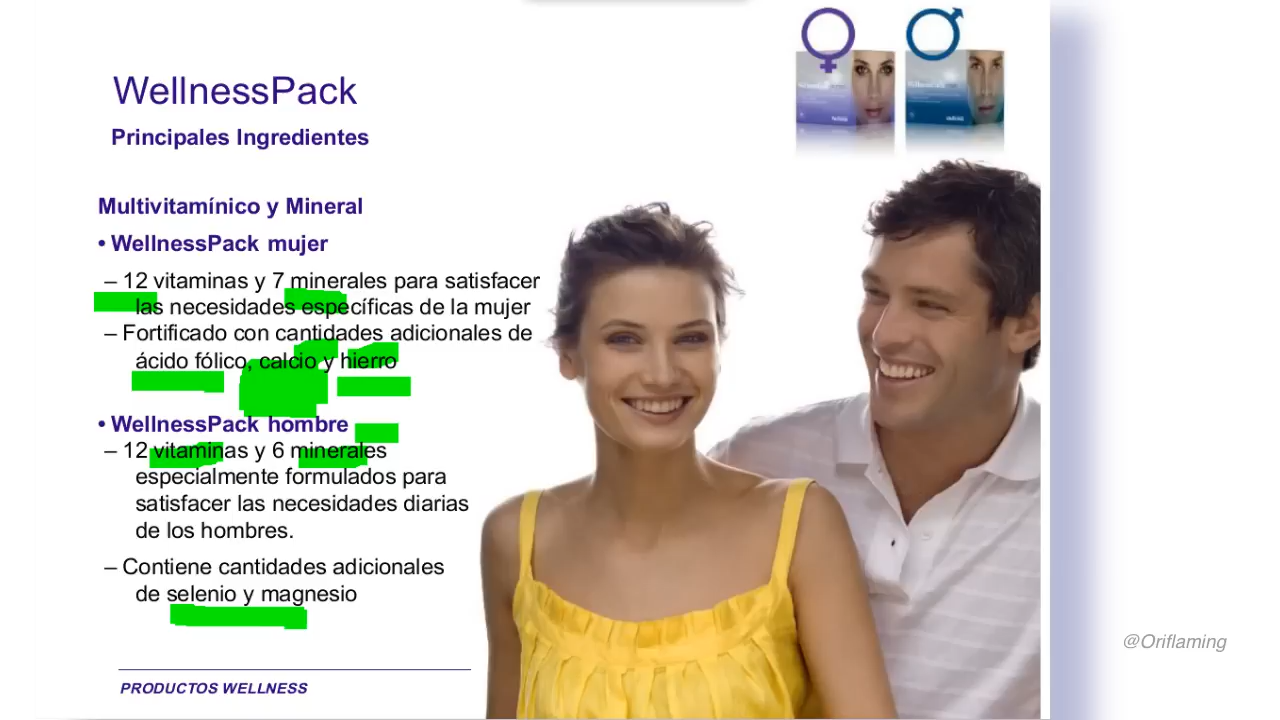 WellnessPack
Principales Ingredientes
Multivitamínico y Mineral
• WellnessPack mujer
– 12 vitaminas y 7 minerales para satisfacer
las necesidades específicas de la mujer
– Fortificado con cantidades adicionales de
ácido fólico, calcio y hierro
• WellnessPack hombre
– 12 vitaminas y 6 minerales
especialmente formulados para
satisfacer las necesidades diarias
de los hombres.
– Contiene cantidades adicionales
de selenio y magnesio
PRODUCTOS WELLNESS
@Oriflaming